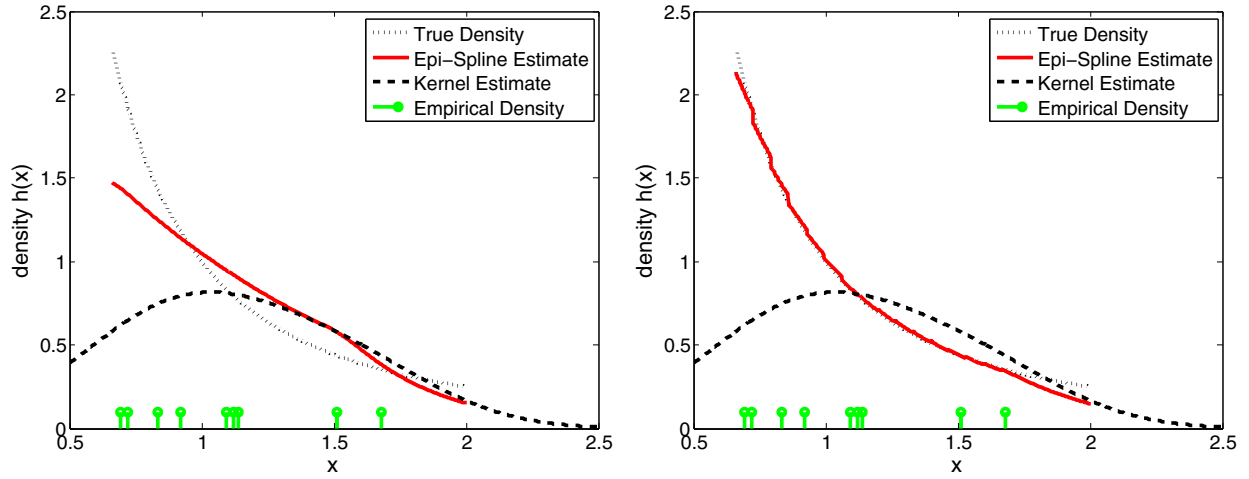 2.5
2
1.5
1
0.5
0
0.5
1
1.5
2
2.5
density h(x)
x
True Density
Epi-Spline Estimate
Kernel Estimate
Empirical Density
2.5
2
1.5
1
0.5
0
0.5
1
1.5
2
2.5
density h(x)
x
True Density
Epi-Spline Estimate
Kernel Estimate
Empirical Density